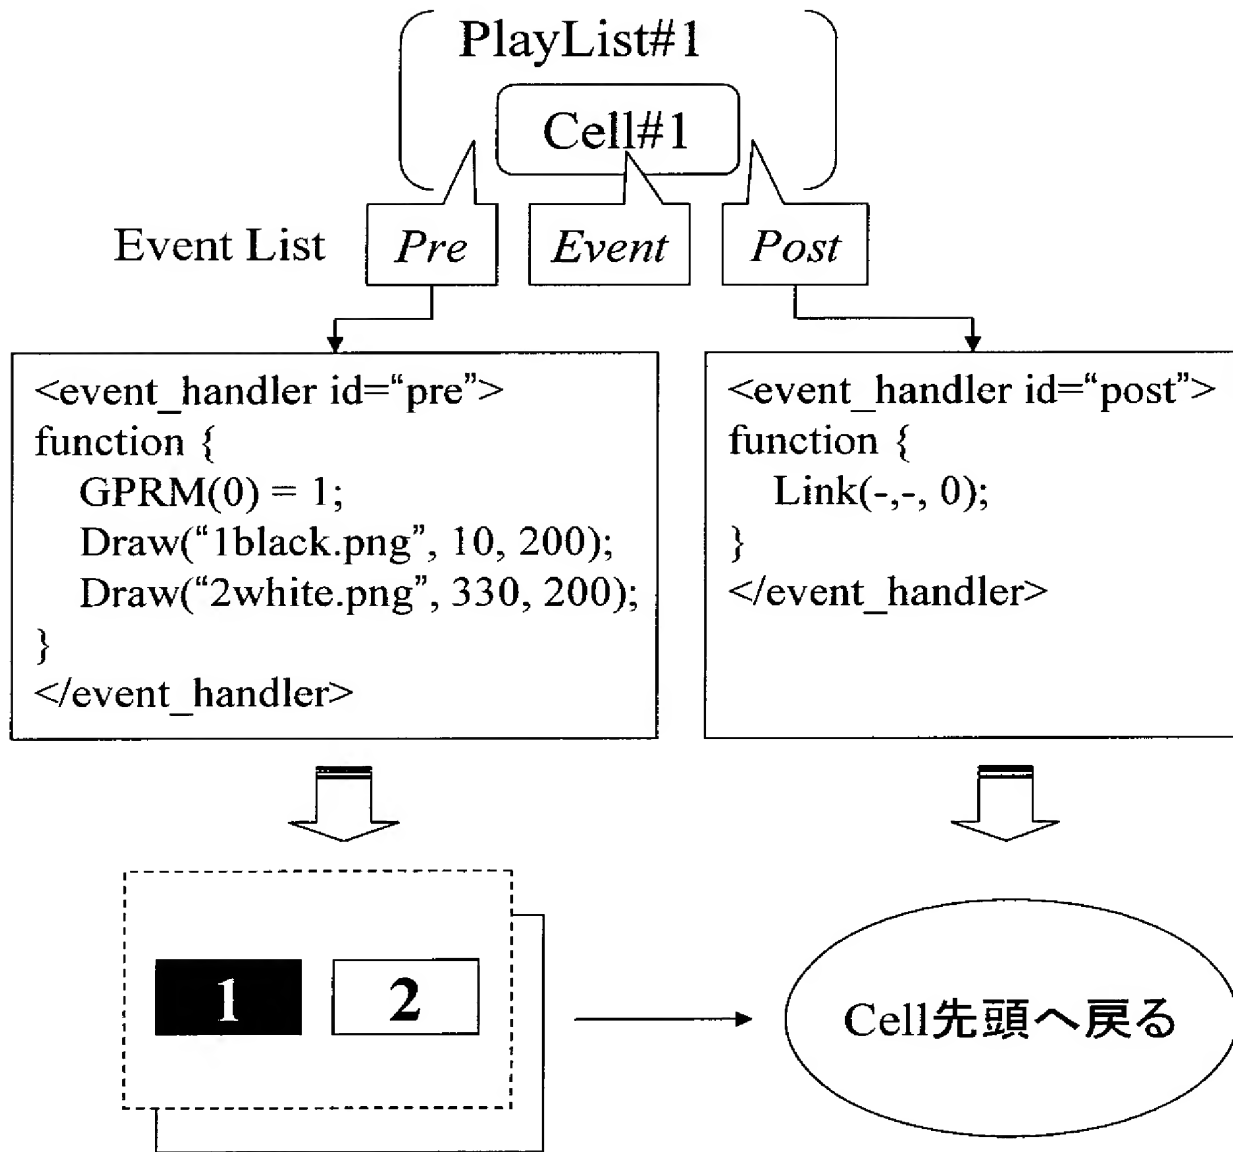 PlayList#1
Cell#1
Event List
Pre
Event
Post
<event_handler id=“pre”>
function {
GPRM(0) = 1;
Draw(“1black.png”, 10, 200);
Draw(“2white.png”, 330, 200);
}
</event_handler>
<event_handler id=“post”>
function {
Link(-,-, 0);
}
</event_handler>
1
2
Cell先頭へ戻る